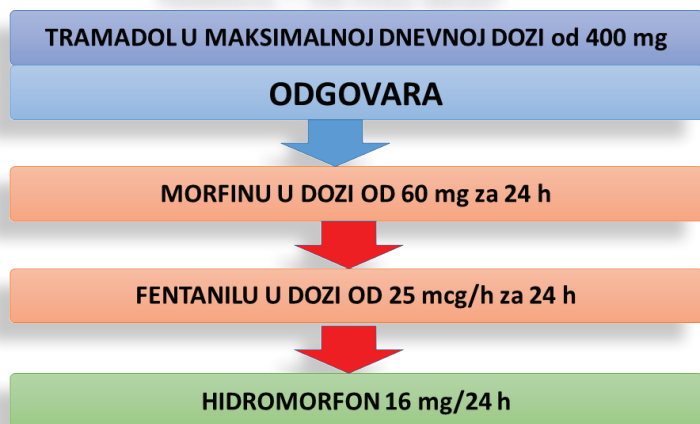 TRAMADOL U MAKSIMALNOJ DNEVNOJ DOZI od 400 mg
ODGOVARA
MORFINU U DOZI OD 60 mg za 24 h
FENTANILU U DOZI OD 25 mcg/h za 24 h
HIDROMORFON 16 mg/24 h